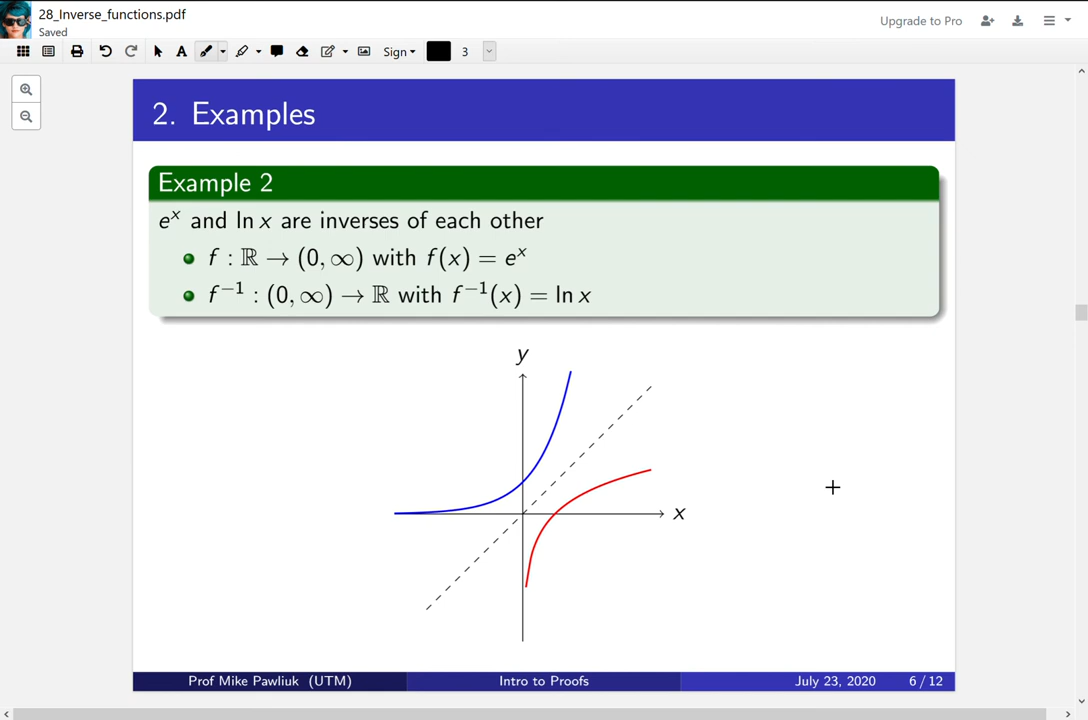 28_Inverse_functions.pdf
Saved
Upgrade to Pro
A
Sign
3
2. Examples
Example 2
eˣ and ln x are inverses of each other
f : ℝ → (0, ∞) with f(x) = eˣ
f⁻¹ : (0, ∞) → ℝ with f⁻¹(x) = ln x
y
x
Prof Mike Pawliuk (UTM) Intro to Proofs July 23, 2020 6 / 12